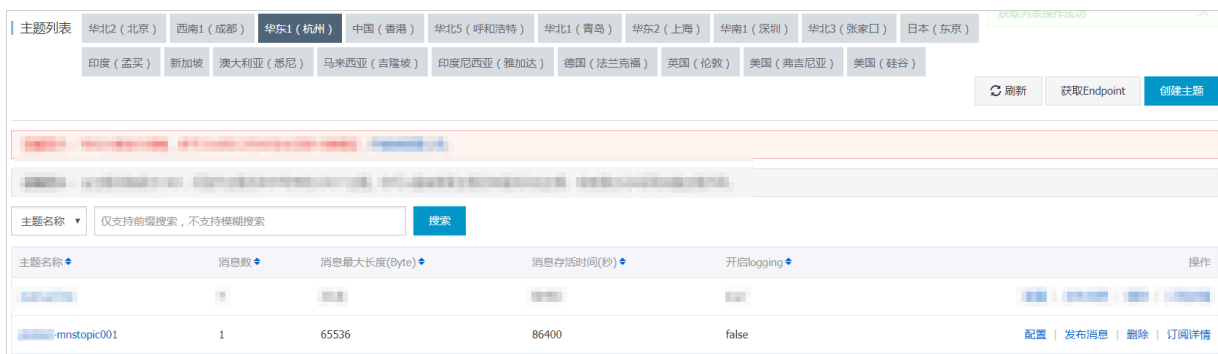 获取列表操作成功
主题列表 华北2（北京） 西南1（成都） 华东1（杭州） 中国（香港） 华北5（呼和浩特） 华北1（青岛） 华东2（上海） 华南1（深圳） 华北3（张家口） 日本（东京）
印度（孟买） 新加坡 澳大利亚（悉尼） 马来西亚（吉隆坡） 印度尼西亚（雅加达） 德国（法兰克福） 英国（伦敦） 美国（弗吉尼亚） 美国（硅谷）
刷新 获取Endpoint 创建主题
主题名称 仅支持前缀搜索，不支持模糊搜索 搜索
主题名称 消息数 消息最大长度(Byte) 消息存活时间(秒) 开启logging 操作
-mnstopic001 1 65536 86400 false 配置 | 发布消息 | 删除 | 订阅详情